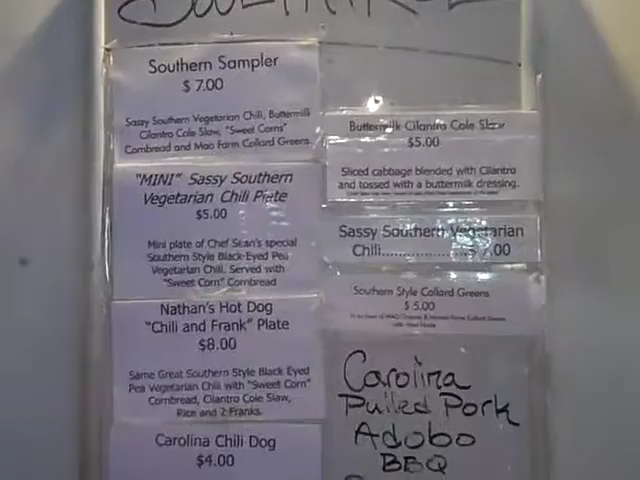 Southern Sampler
$ 7.00
Sassy Southern Vegetarian Chili, Buttermilk
Cilantro Cole Slaw, "Sweet Corns"
Cornbread and Mao Farm Collard Greens
"MINI" Sassy Southern
Vegetarian Chili Plate
$5.00
Mini plate of Chef Sean's special
Southern Style Black-Eyed Pea
Vegetarian Chili. Served with
"Sweet Corn" Cornbread
Nathan's Hot Dog
"Chili and Frank" Plate
$8.00
Same Great Southern Style Black Eyed
Pea Vegetarian Chili with "Sweet Corn"
Cornbread, Cilantro Cole Slaw,
Rice and 2 Franks.
Carolina Chili Dog
$4.00
Buttermilk Cilantro Cole Slaw
$5.00
Sliced cabbage blended with Cilantro
and tossed with a buttermilk dressing.
Sassy Southern Vegetarian
Chili....................$ 7.00
Southern Style Collard Greens
$ 5.00
Carolina
Pulled Pork
Adobo
BBQ